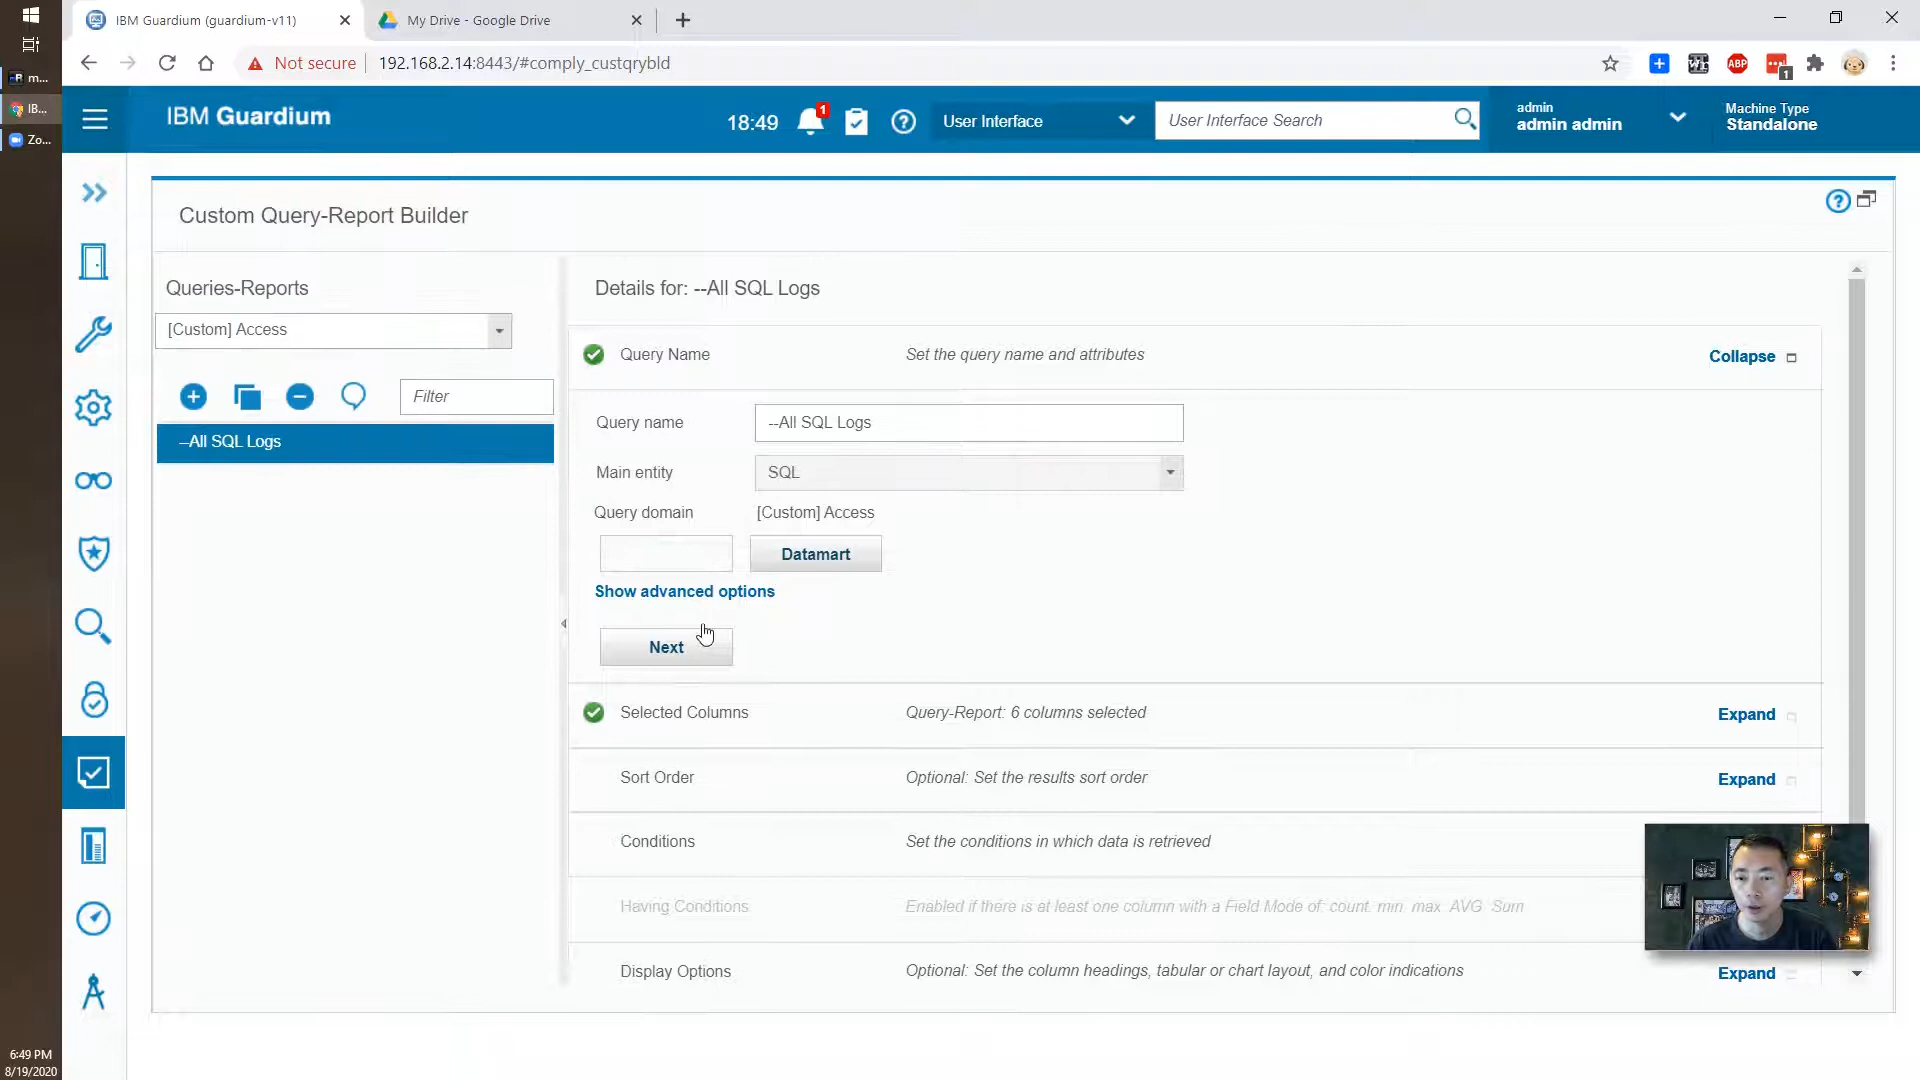 IBM Guardium (guardium-v11)
My Drive - Google Drive
Not secure
192.168.2.14:8443/#comply_custqrybld
ABP
1
m...
IB...
Zo...
IBM Guardium
18:49
1
User Interface
User Interface Search
admin
admin admin
Machine Type
Standalone
Custom Query-Report Builder
Queries-Reports
[Custom] Access
Filter
--All SQL Logs
Details for: --All SQL Logs
Query Name
Set the query name and attributes
Collapse
Query name
--All SQL Logs
Main entity
SQL
Query domain
[Custom] Access
Datamart
Show advanced options
Next
Selected Columns
Query-Report: 6 columns selected
Expand
Sort Order
Optional: Set the results sort order
Expand
Conditions
Set the conditions in which data is retrieved
Having Conditions
Enabled if there is at least one column with a Field Mode of: count, min, max, AVG, Sum
Display Options
Optional: Set the column headings, tabular or chart layout, and color indications
Expand
6:49 PM
8/19/2020